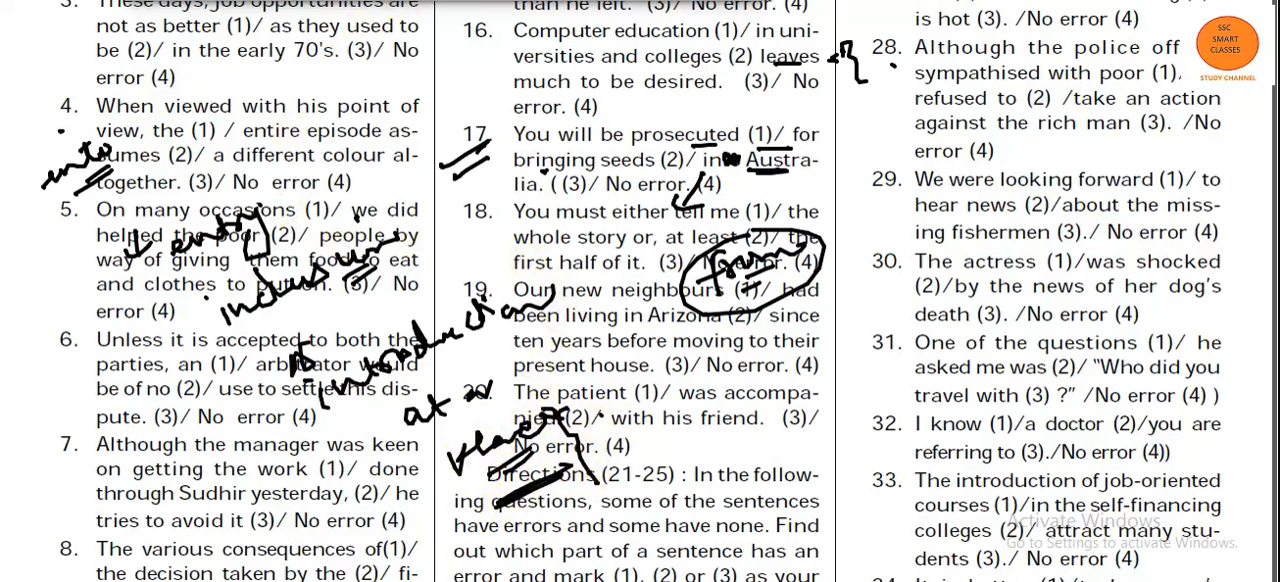 3. These days, job opportunities are
not as better (1)/ as they used to
be (2)/ in the early 70's. (3)/ No
error (4)
4. When viewed with his point of
view, the (1) / entire episode as-
sumes (2)/ a different colour al-
together. (3)/ No error (4)
5. On many occasions (1)/ we did
helped the poor (2)/ people by
way of giving them food to eat
and clothes to put on. (3)/ No
error (4)
6. Unless it is accepted to both the
parties, an (1)/ arbitrator would
be of no (2)/ use to settle this dis-
pute. (3)/ No error (4)
7. Although the manager was keen
on getting the work (1)/ done
through Sudhir yesterday, (2)/ he
tries to avoid it (3)/ No error (4)
8. The various consequences of(1)/
the decision taken by the (2)/ fi-
into
entry
inclusion
introduction
at a
place
than he left. (3)/ No error (4)
16. Computer education (1)/ in uni-
versities and colleges (2) leaves
much to be desired. (3)/ No
error. (4)
17. You will be prosecuted (1)/ for
bringing seeds (2)/ in Austra-
lia. ( (3)/ No error. (4)
18. You must either tell me (1)/ the
whole story or, at least (2)/ the
first half of it. (3)/ No error. (4)
from
19. Our new neighbours (1)/ had
been living in Arizona (2)/ since
ten years before moving to their
present house. (3)/ No error. (4)
20. The patient (1)/ was accompa-
nied (2)/ with his friend. (3)/
No error. (4)
Directions (21-25) : In the follow-
ing questions, some of the sentences
have errors and some have none. Find
out which part of a sentence has an
error and mark (1), (2) or (3) as your
is hot (3). /No error (4)
28. Although the police off
sympathised with poor (1).
refused to (2) /take an action
against the rich man (3). /No
error (4)
29. We were looking forward (1)/ to
hear news (2)/about the miss-
ing fishermen (3)./ No error (4)
30. The actress (1)/was shocked
(2)/by the news of her dog's
death (3). /No error (4)
31. One of the questions (1)/ he
asked me was (2)/ "Who did you
travel with (3) ?" /No error (4) )
32. I know (1)/a doctor (2)/you are
referring to (3)./No error (4))
33. The introduction of job-oriented
courses (1)/in the self-financing
colleges (2)/ attract many stu-
dents (3)./ No error (4)
SSC
SMART
CLASSES
STUDY CHANNEL
Activate Windows
Go to Settings to activate Windows.